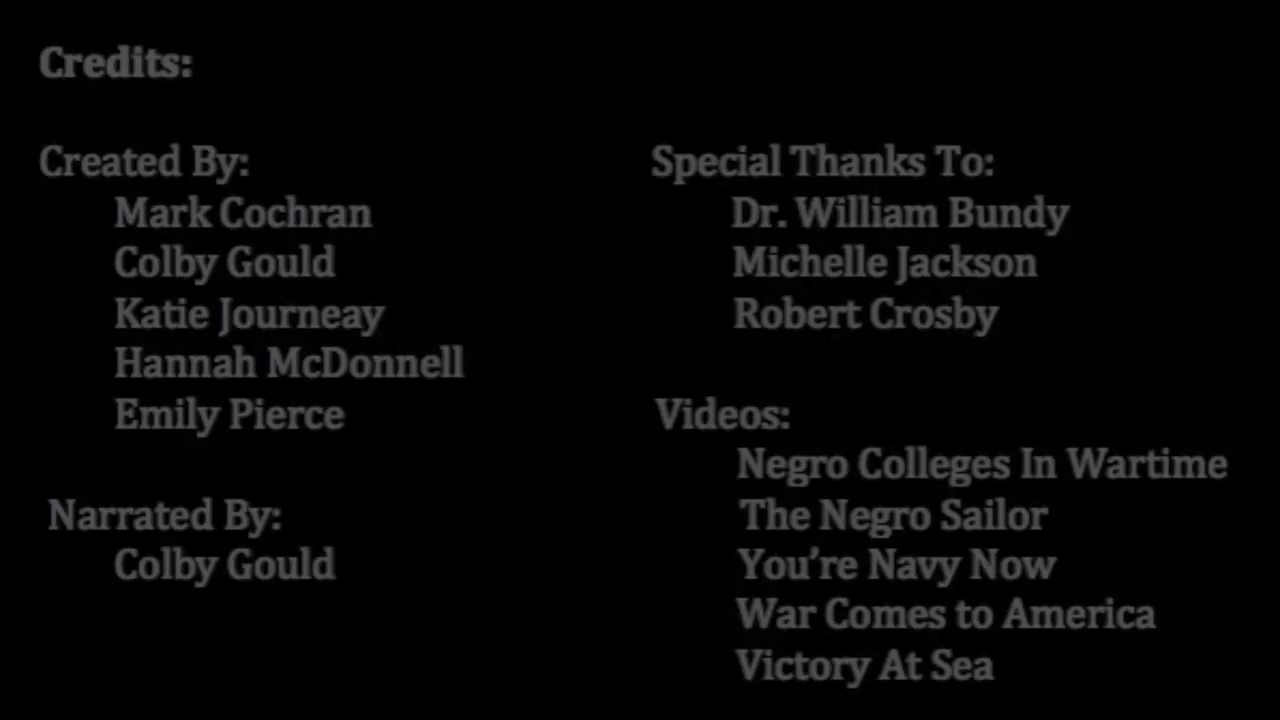 Credits:
Created By:
Mark Cochran
Colby Gould
Katie Journeay
Hannah McDonnell
Emily Pierce
Narrated By:
Colby Gould
Special Thanks To:
Dr. William Bundy
Michelle Jackson
Robert Crosby
Videos:
Negro Colleges In Wartime
The Negro Sailor
You’re Navy Now
War Comes to America
Victory At Sea